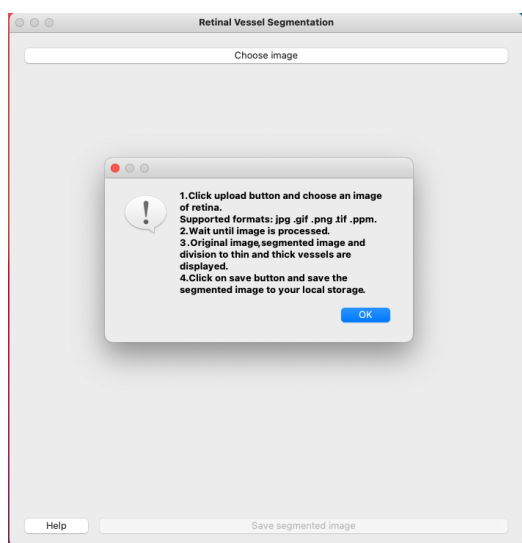 Retinal Vessel Segmentation
Choose image
1.Click upload button and choose an image
of retina.
Supported formats: jpg .gif .png .tif .ppm.
2.Wait until image is processed.
3.Original image,segmented image and
division to thin and thick vessels are
displayed.
4.Click on save button and save the
segmented image to your local storage.
OK
Help
Save segmented image